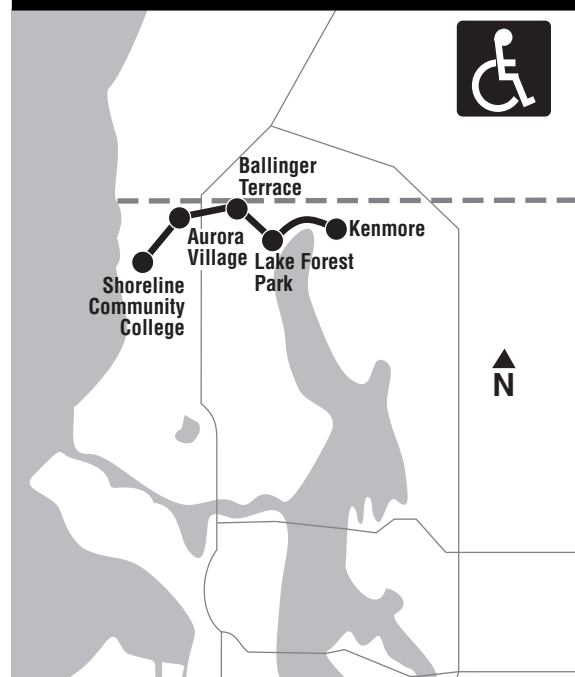 Ballinger
Terrace
Kenmore
Aurora
Village
Lake Forest
Park
Shoreline
Community
College
N